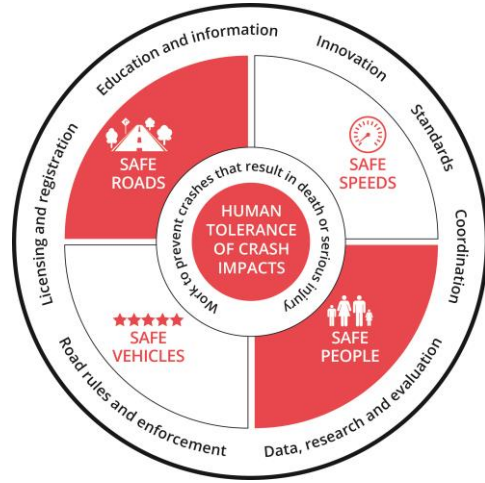 Education and information
Innovation
Standards
Coordination
Data, research and evaluation
Road rules and enforcement
Licensing and registration
SAFE
ROADS
SAFE
SPEEDS
Work to prevent crashes that result in death or serious injury
HUMAN
TOLERANCE
OF CRASH
IMPACTS
SAFE
VEHICLES
SAFE
PEOPLE